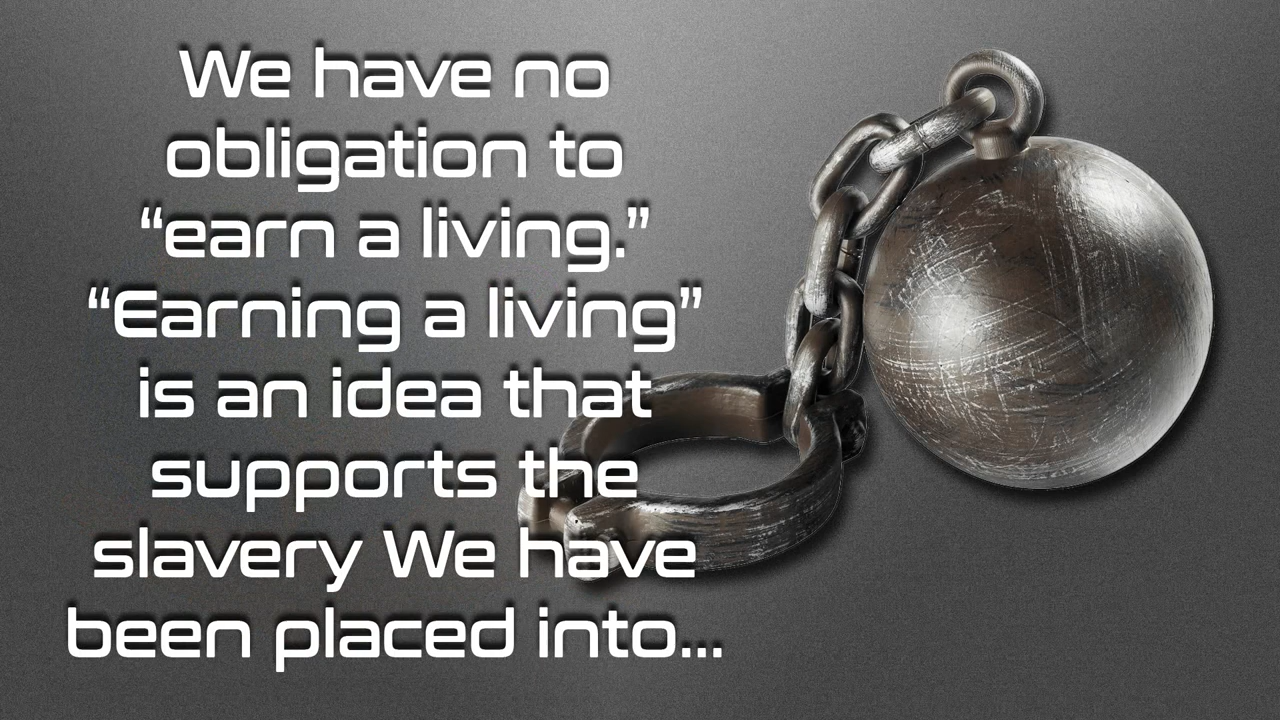 We have no
obligation to
“earn a living.”
“Earning a living”
is an idea that
supports the
slavery We have
been placed into...